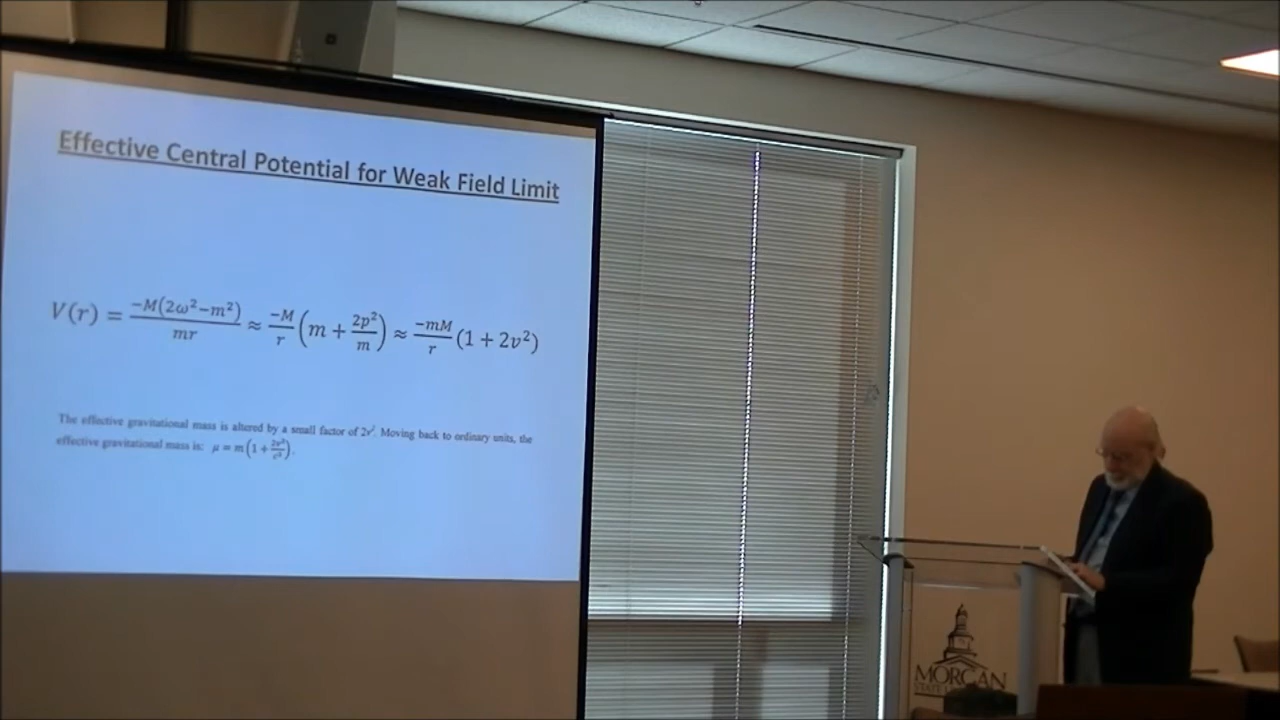 Effective Central Potential for Weak Field Limit
V(r) = −M(2ω²−m²)/mr ≈ −M/r (m + 2p²/m) ≈ −mM/r (1 + 2v²)
The effective gravitational mass is altered by a small factor of 2v². Moving back to ordinary units, the
effective gravitational mass is: μ = m(1 + 2v²/c²).
MORGAN
STATE